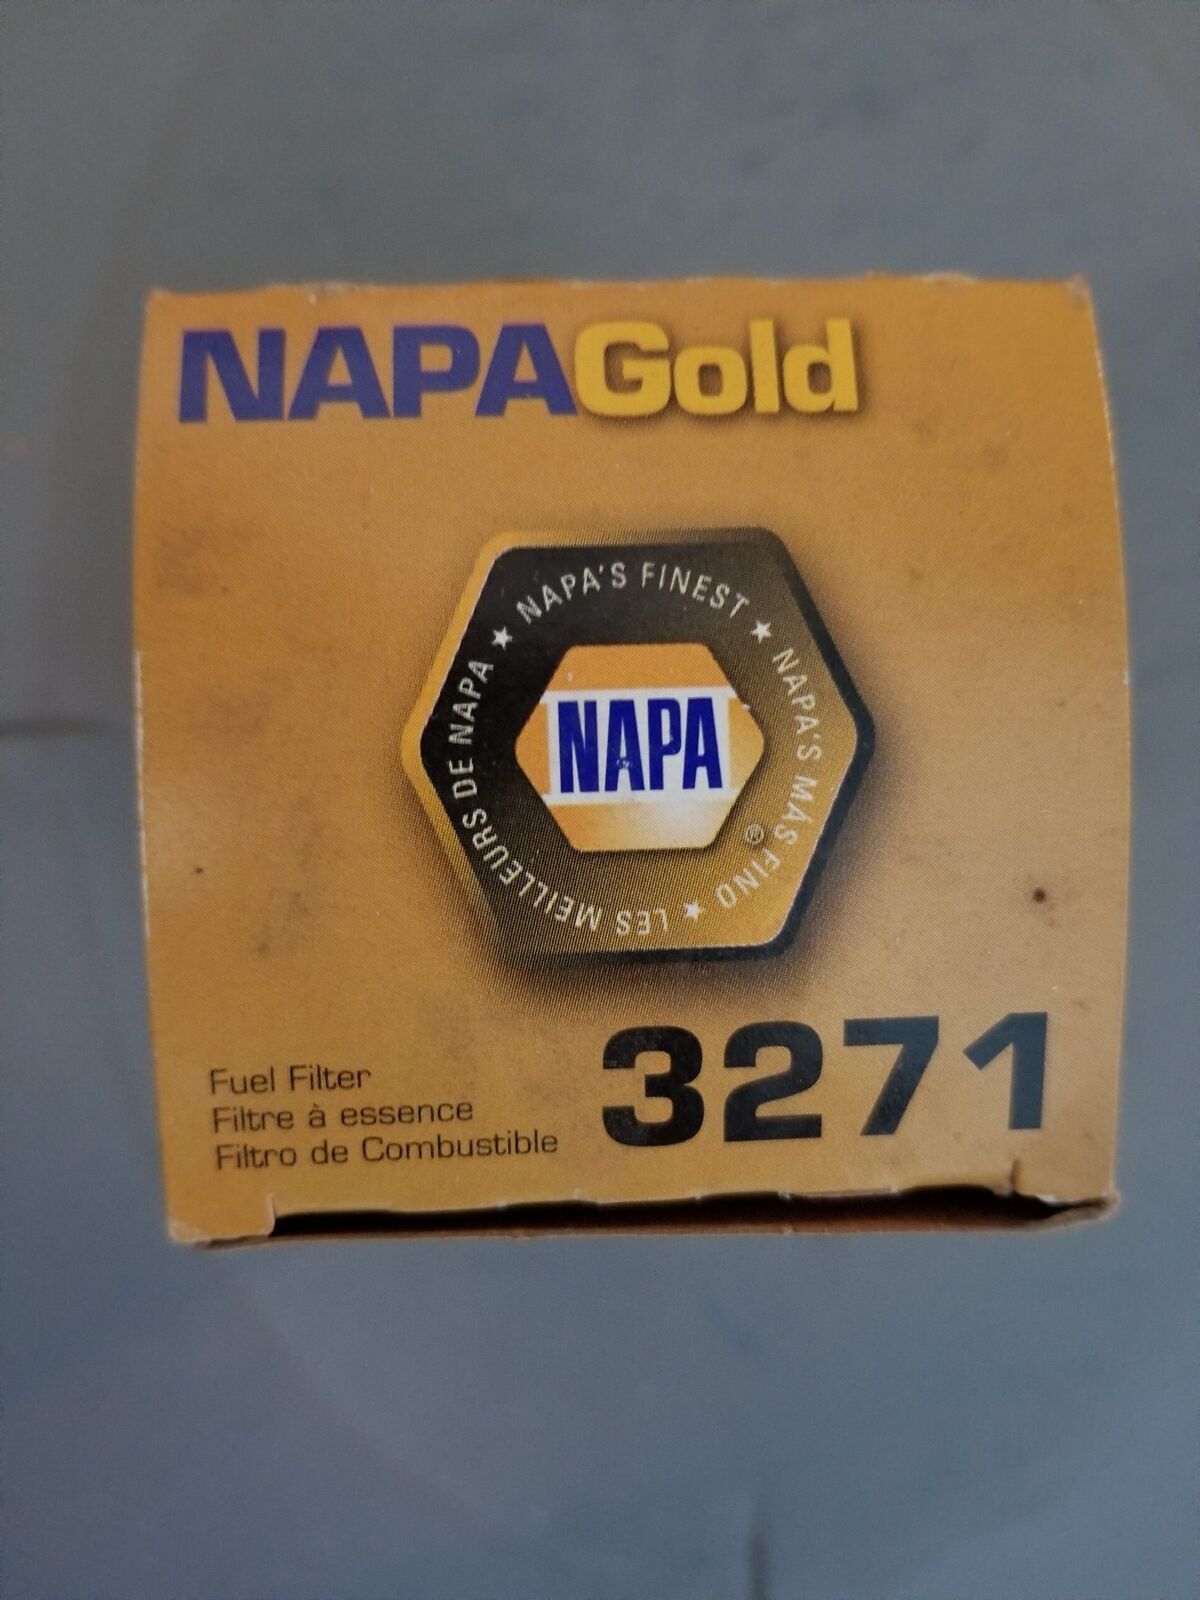 NAPAGold
NAPA'S FINEST ★ NAPA'S MÁS FINO ★ LES MEILLEURS DE NAPA ★
NAPA
®
3271
Fuel Filter
Filtre à essence
Filtro de Combustible